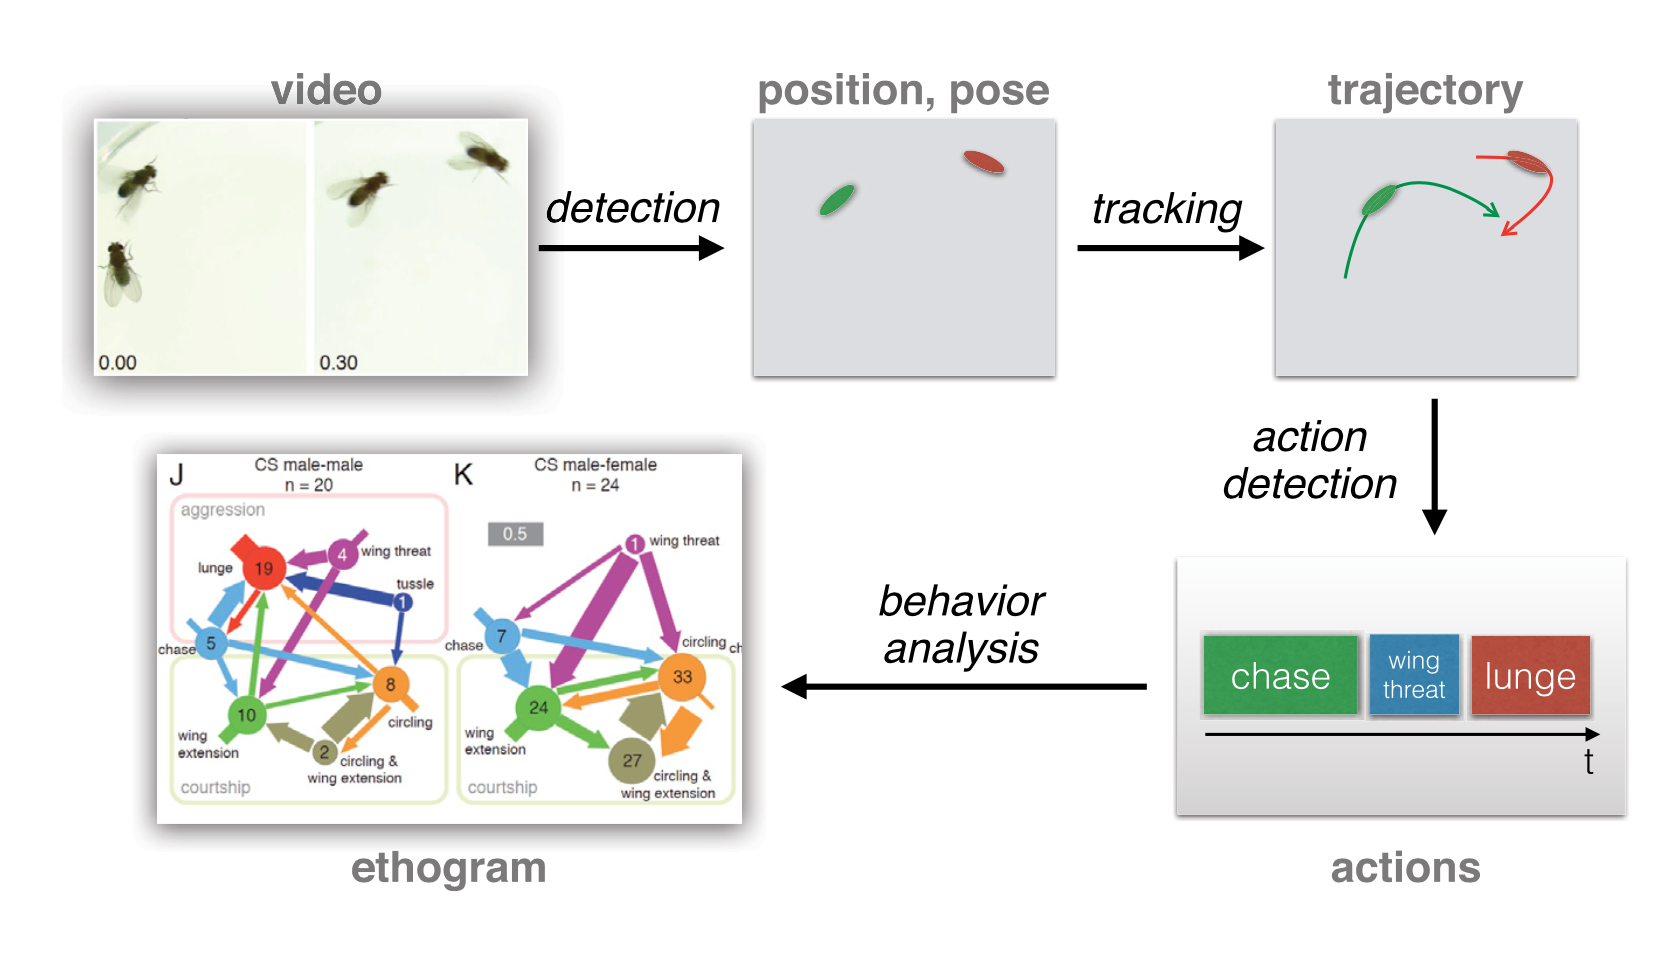 video
position, pose
trajectory
0.00
0.30
detection
tracking
action
detection
J
CS male-male
n = 20
aggression
lunge
19
4
wing threat
tussle
1
chase
5
8
circling
10
wing
extension
2
circling &
wing extension
courtship
K
CS male-female
n = 24
0.5
1
wing threat
7
chase
circling
ch
33
24
wing
extension
27
circling &
wing extension
courtship
behavior
analysis
chase
wing
threat
lunge
t
ethogram
actions